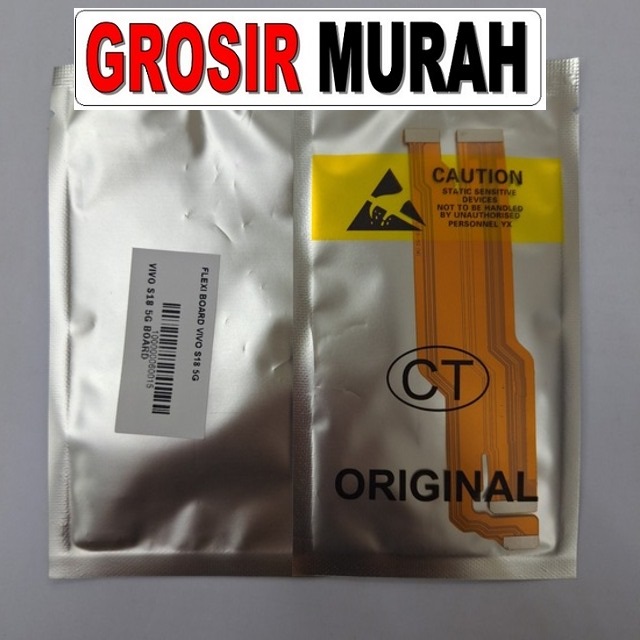 GROSIR MURAH
CAUTION
STATIC SENSITIVE
DEVICES
NOT TO BE HANDLED
BY UNAUTHORISED
PERSONNEL YX
FLEXI BOARD VIVO S18 5G
1000000060015
VIVO S18 5G BOARD
CT
ORIGINAL